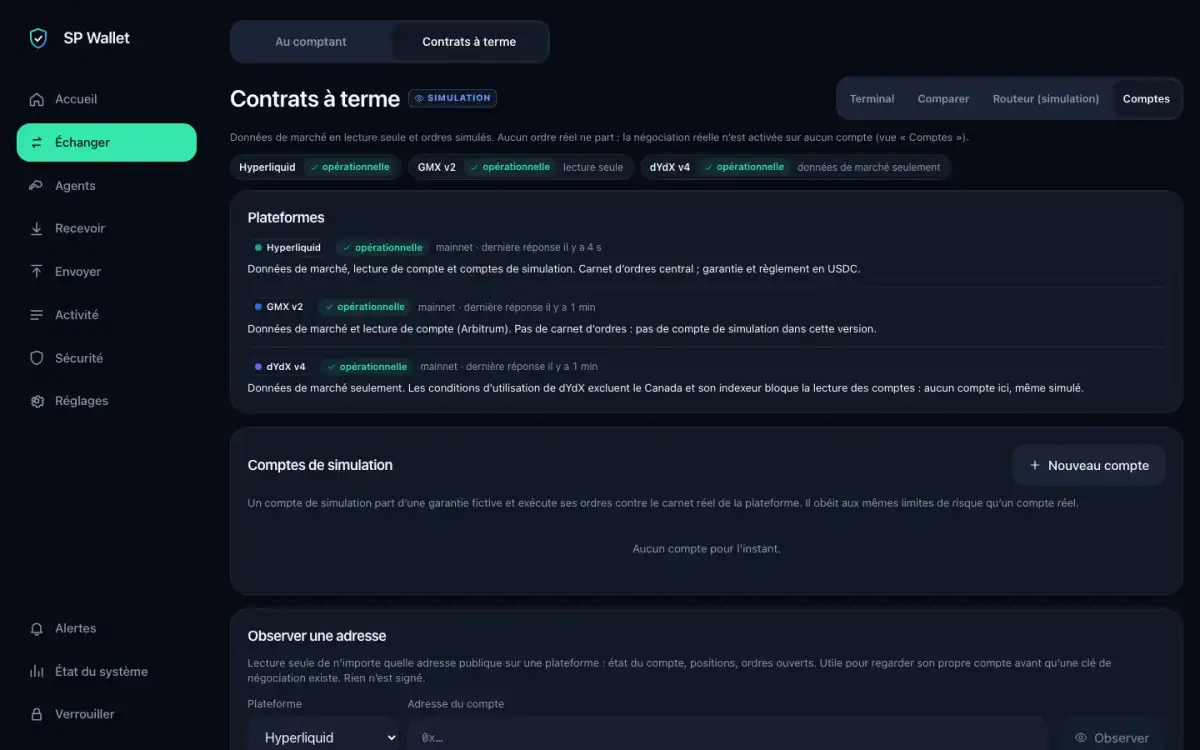 SP Wallet
Au comptant
Contrats à terme
Accueil
Échanger
Agents
Recevoir
Envoyer
Activité
Sécurité
Réglages
Alertes
État du système
Verrouiller
Contrats à terme
SIMULATION
Terminal
Comparer
Routeur (simulation)
Comptes
Données de marché en lecture seule et ordres simulés. Aucun ordre réel ne part : la négociation réelle n'est activée sur aucun compte (vue « Comptes »).
Hyperliquid ✓ opérationnelle
GMX v2 ✓ opérationnelle lecture seule
dYdX v4 ✓ opérationnelle données de marché seulement
Plateformes
Hyperliquid ✓ opérationnelle mainnet · dernière réponse il y a 4 s
Données de marché, lecture de compte et comptes de simulation. Carnet d'ordres central ; garantie et règlement en USDC.
GMX v2 ✓ opérationnelle mainnet · dernière réponse il y a 1 min
Données de marché et lecture de compte (Arbitrum). Pas de carnet d'ordres : pas de compte de simulation dans cette version.
dYdX v4 ✓ opérationnelle mainnet · dernière réponse il y a 1 min
Données de marché seulement. Les conditions d'utilisation de dYdX excluent le Canada et son indexeur bloque la lecture des comptes : aucun compte ici, même simulé.
Comptes de simulation
+ Nouveau compte
Un compte de simulation part d'une garantie fictive et exécute ses ordres contre le carnet réel de la plateforme. Il obéit aux mêmes limites de risque qu'un compte réel.
Aucun compte pour l'instant.
Observer une adresse
Lecture seule de n'importe quelle adresse publique sur une plateforme : état du compte, positions, ordres ouverts. Utile pour regarder son propre compte avant qu'une clé de
négociation existe. Rien n'est signé.
Plateforme
Adresse du compte
Hyperliquid
0x…
Observer